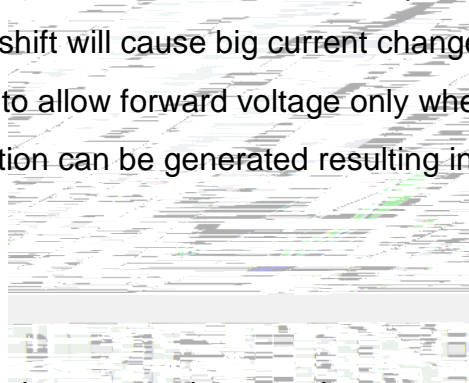 shift will cause big current change
to allow forward voltage only whe
tion can be generated resulting in